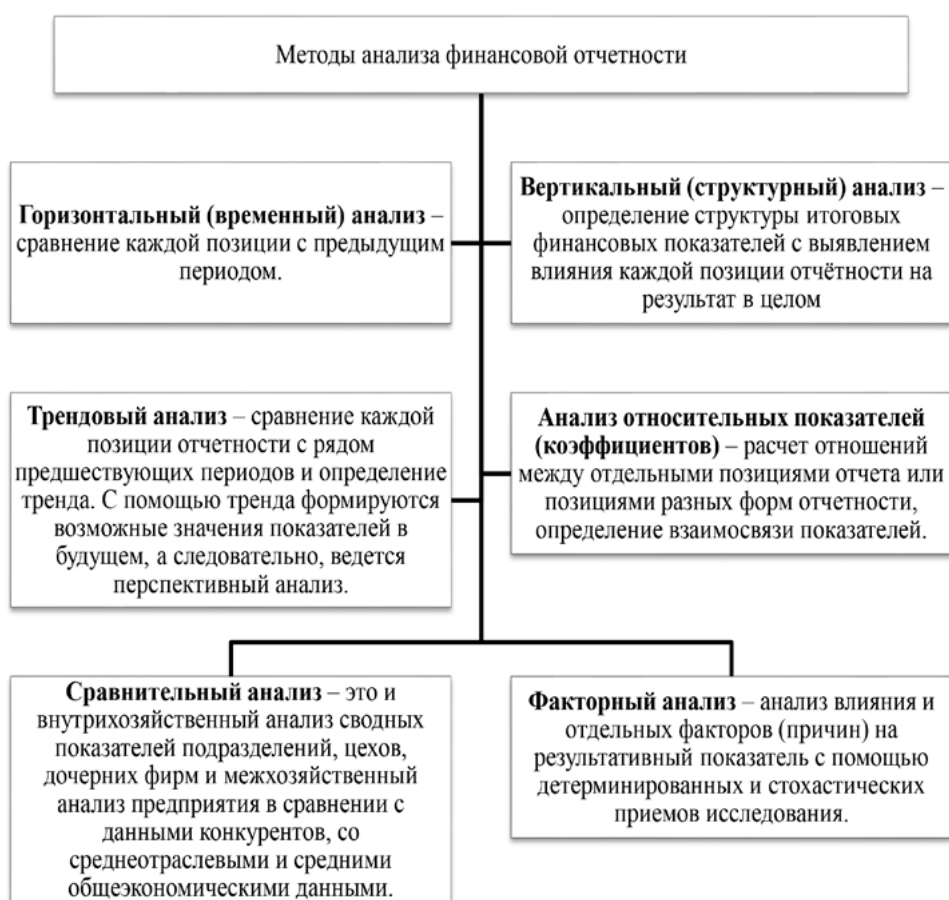 Методы анализа финансовой отчетности
Горизонтальный (временный) анализ –
сравнение каждой позиции с предыдущим
периодом.
Вертикальный (структурный) анализ –
определение структуры итоговых
финансовых показателей с выявлением
влияния каждой позиции отчётности на
результат в целом
Трендовый анализ – сравнение каждой
позиции отчетности с рядом
предшествующих периодов и определение
тренда. С помощью тренда формируются
возможные значения показателей в
будущем, а следовательно, ведется
перспективный анализ.
Анализ относительных показателей
(коэффициентов) – расчет отношений
между отдельными позициями отчета или
позициями разных форм отчетности,
определение взаимосвязи показателей.
Сравнительный анализ – это и
внутрихозяйственный анализ сводных
показателей подразделений, цехов,
дочерних фирм и межхозяйственный
анализ предприятия в сравнении с
данными конкурентов, со
среднеотраслевыми и средними
общеэкономическими данными.
Факторный анализ – анализ влияния и
отдельных факторов (причин) на
результативный показатель с помощью
детерминированных и стохастических
приемов исследования.